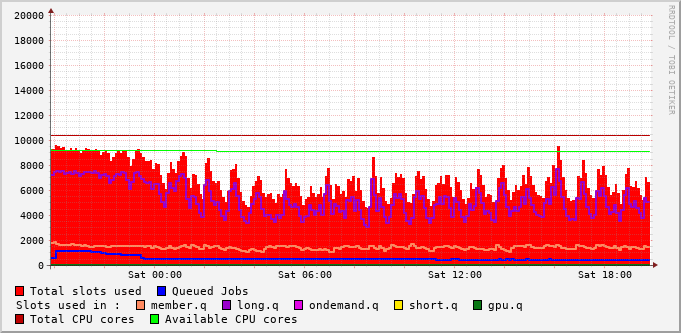 20000
18000
16000
14000
12000
10000
8000
6000
4000
2000
0
Sat 00:00 Sat 06:00 Sat 12:00 Sat 18:00
Total slots used Queued Jobs
Slots used in : member.q long.q ondemand.q short.q gpu.q
Total CPU cores Available CPU cores
RRDTOOL / TOBI OETIKER